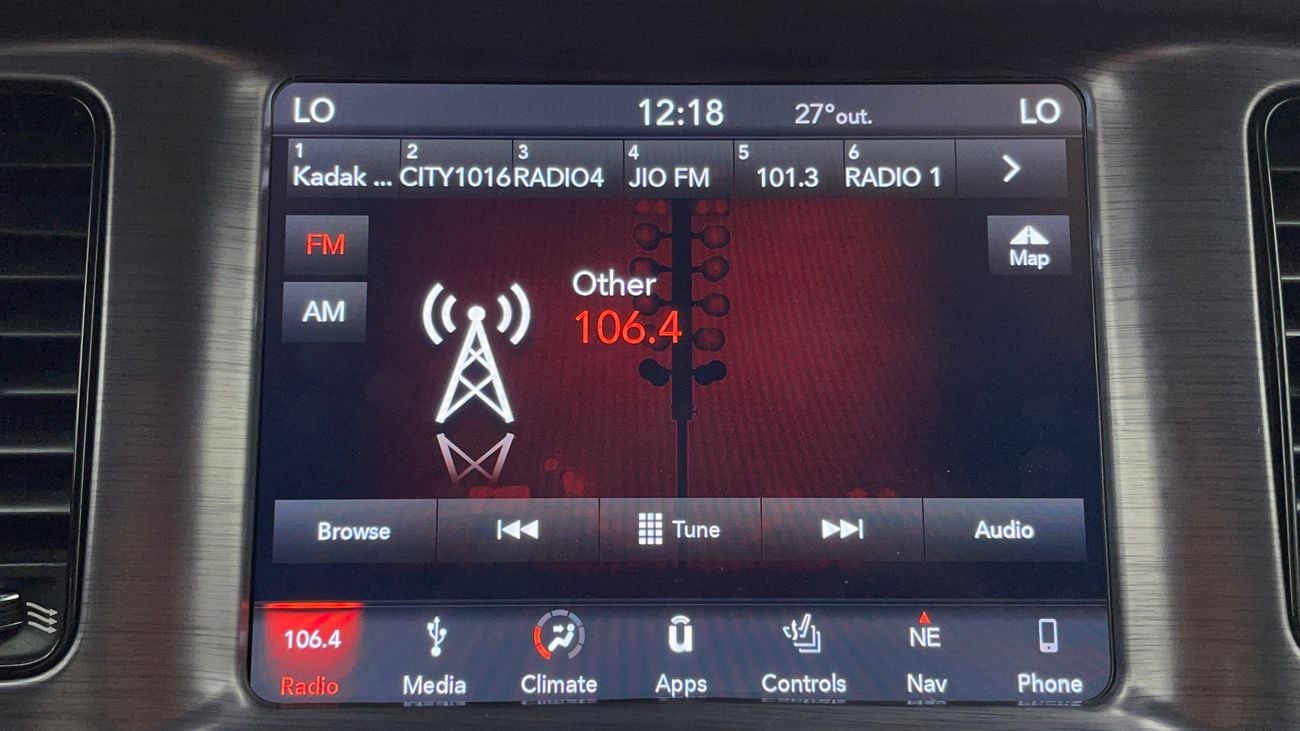 LO 12:18 27°out. LO
1 2 3 4 5 6
Kadak ... CITY1016 RADIO4 JIO FM 101.3 RADIO 1
FM
Map
AM
Other
106.4
Browse Tune Audio
106.4 NE
Radio Media Climate Apps Controls Nav Phone